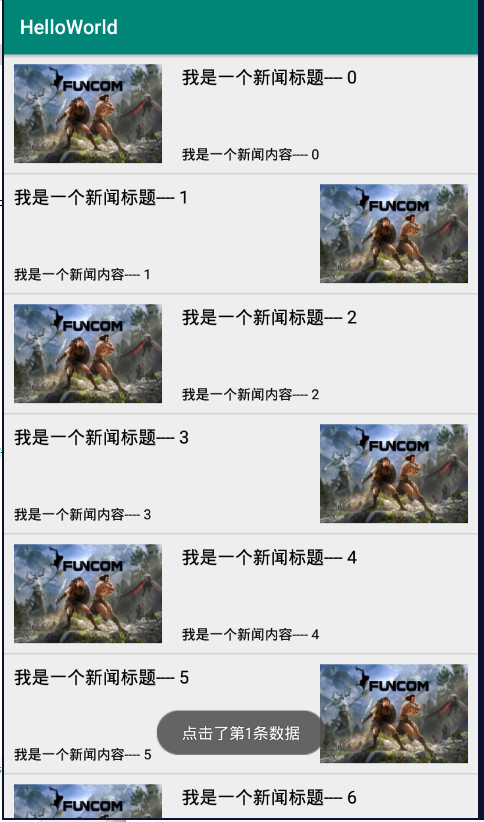 HelloWorld
FUNCOM
我是一个新闻标题---- 0
我是一个新闻内容---- 0
我是一个新闻标题---- 1
FUNCOM
我是一个新闻内容---- 1
FUNCOM
我是一个新闻标题---- 2
我是一个新闻内容---- 2
我是一个新闻标题---- 3
FUNCOM
我是一个新闻内容---- 3
FUNCOM
我是一个新闻标题---- 4
我是一个新闻内容---- 4
我是一个新闻标题---- 5
FUNCOM
点击了第1条数据
我是一个新闻内容---- 5
FUNCOM
我是一个新闻标题---- 6